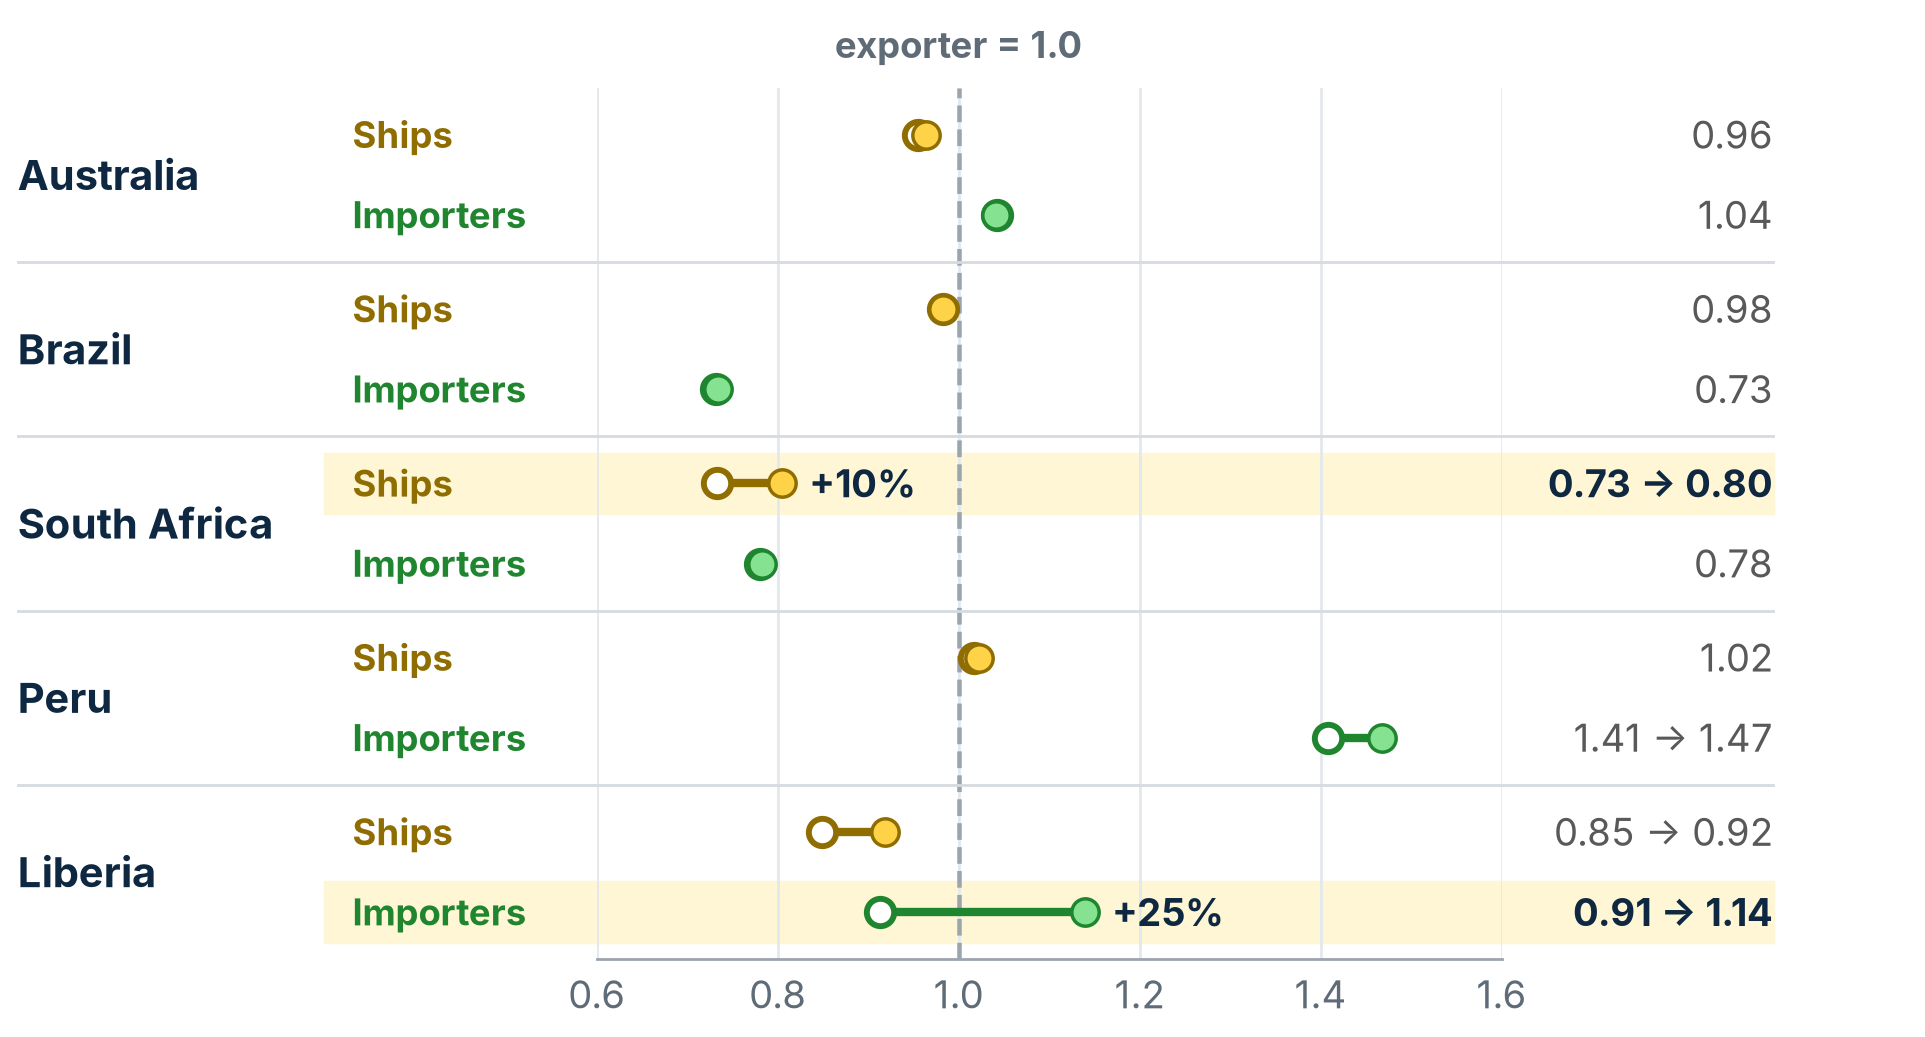 exporter = 1.0
Australia
Ships 0.96
Importers 1.04
Brazil
Ships 0.98
Importers 0.73
South Africa
Ships +10% 0.73 → 0.80
Importers 0.78
Peru
Ships 1.02
Importers 1.41 → 1.47
Liberia
Ships 0.85 → 0.92
Importers +25% 0.91 → 1.14
0.6 0.8 1.0 1.2 1.4 1.6